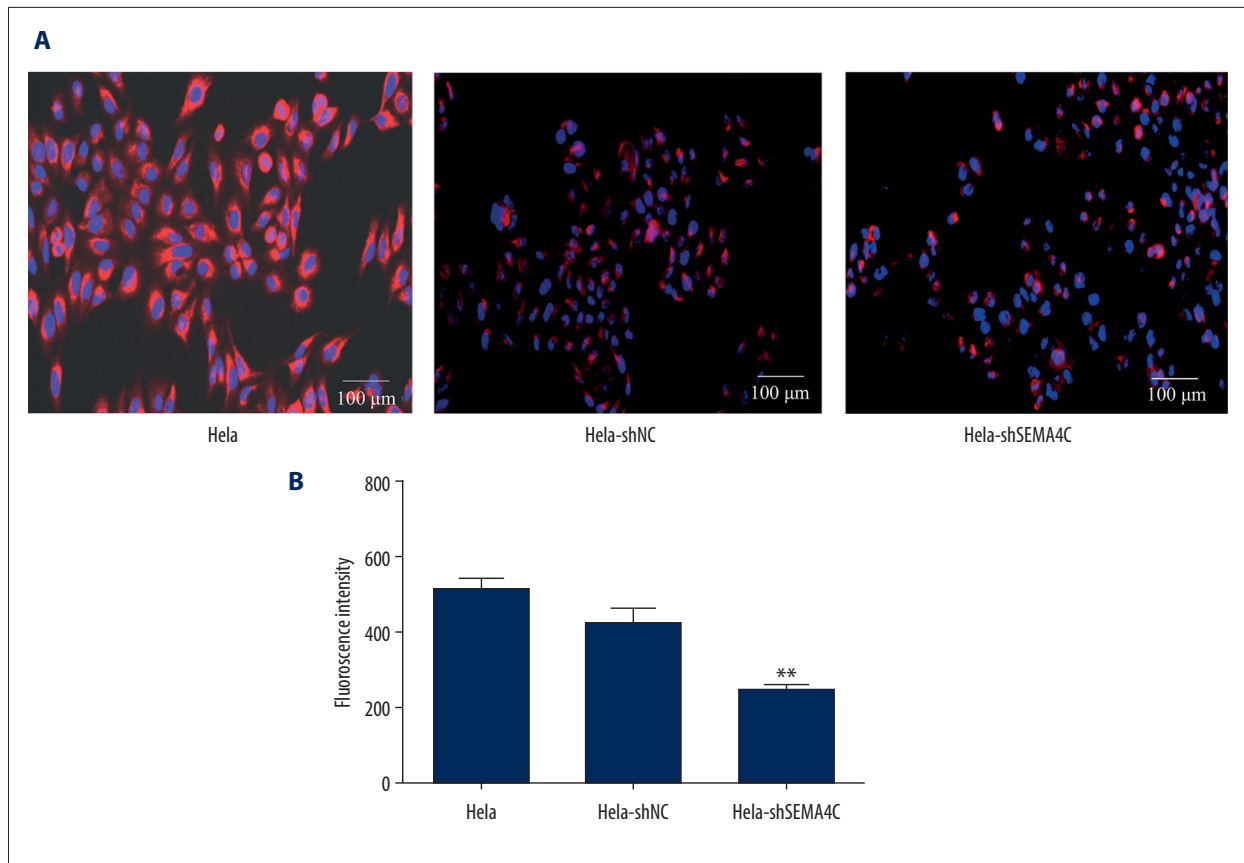 A
100 µm
100 µm
100 µm
Hela
Hela-shNC
Hela-shSEMA4C
B
Fluoroscence intensity
800
600
400
200
0
**
Hela
Hela-shNC
Hela-shSEMA4C